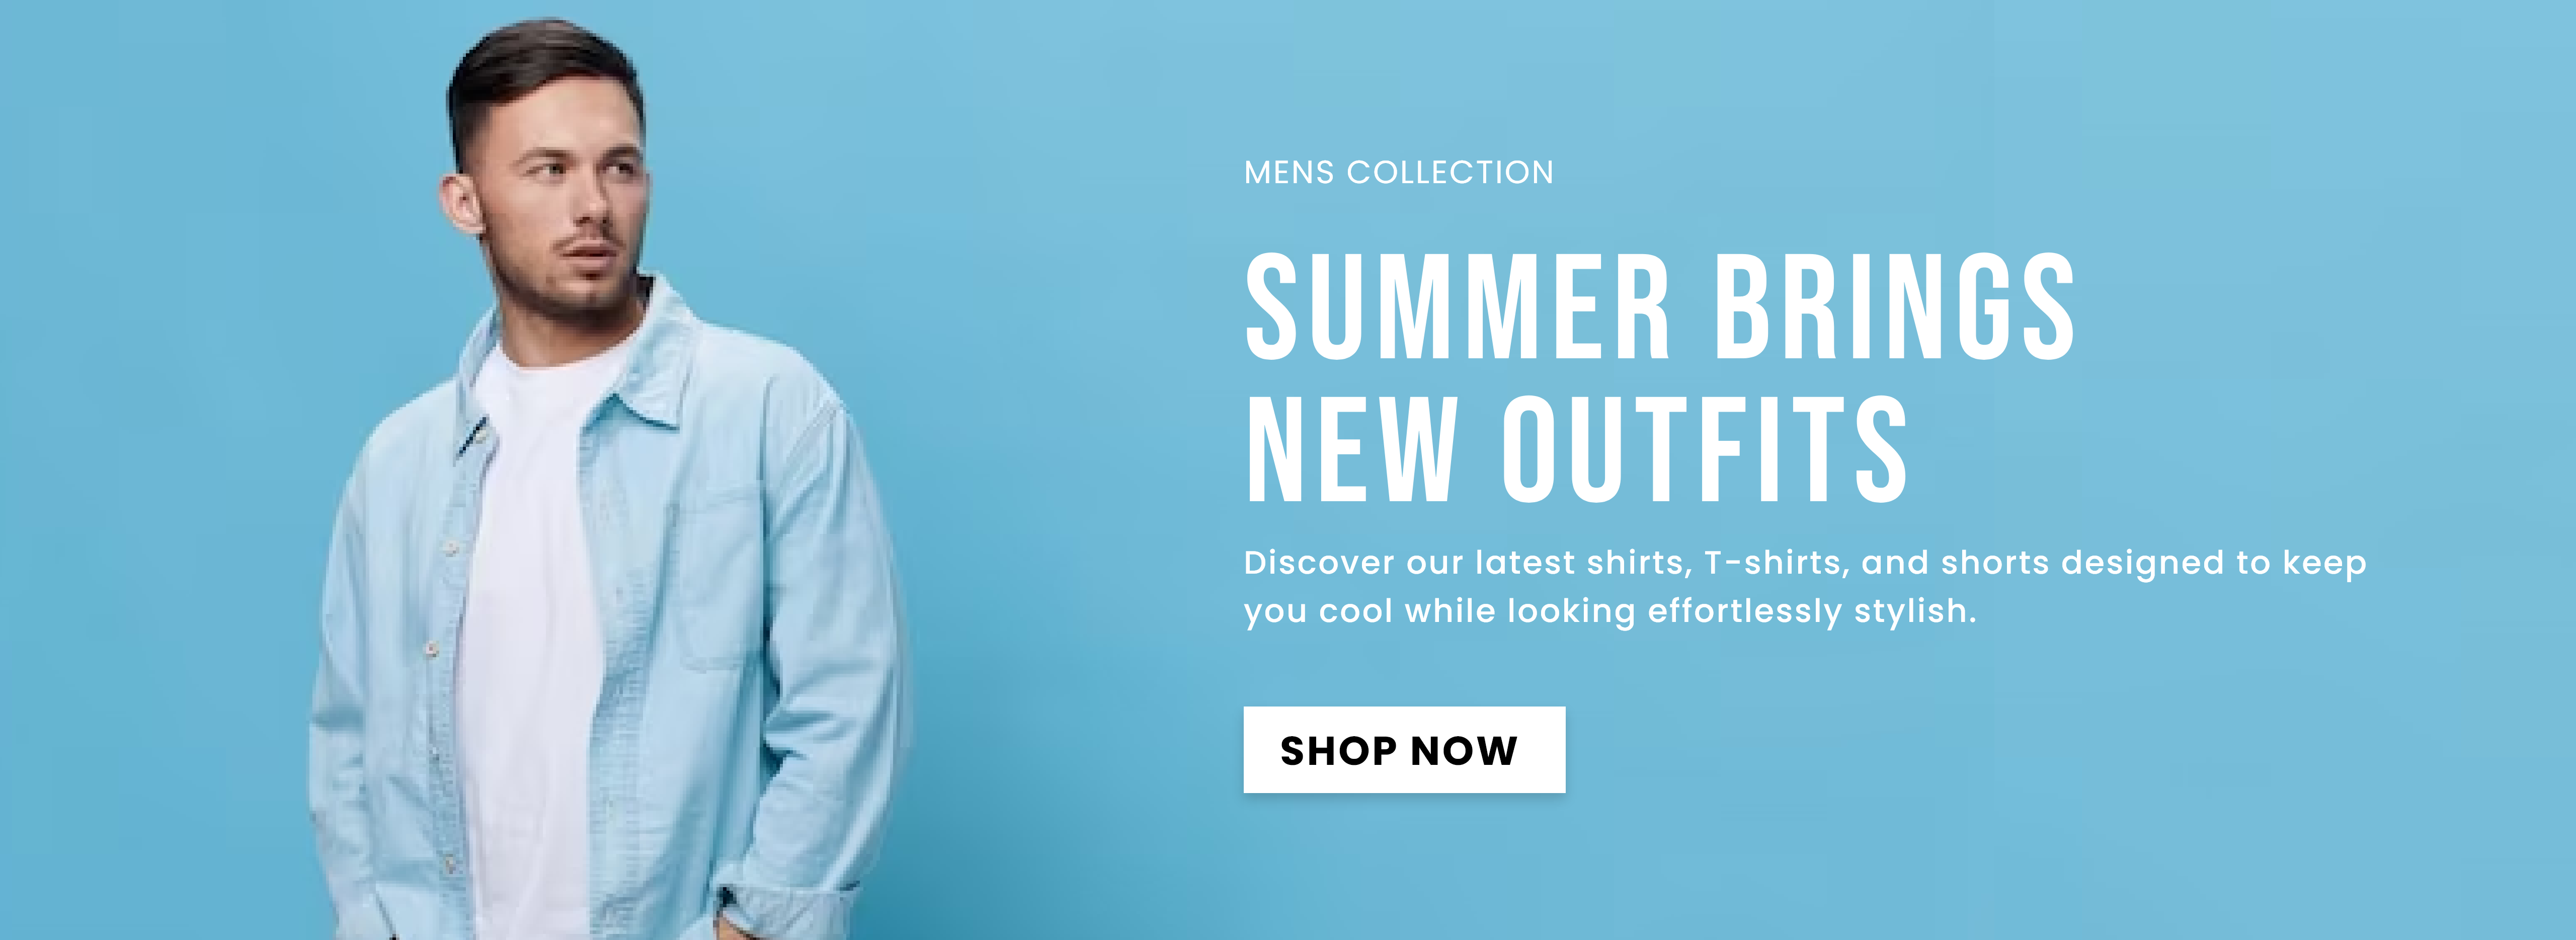 MENS COLLECTION
SUMMER BRINGS
NEW OUTFITS
Discover our latest shirts, T-shirts, and shorts designed to keep
you cool while looking effortlessly stylish.
SHOP NOW